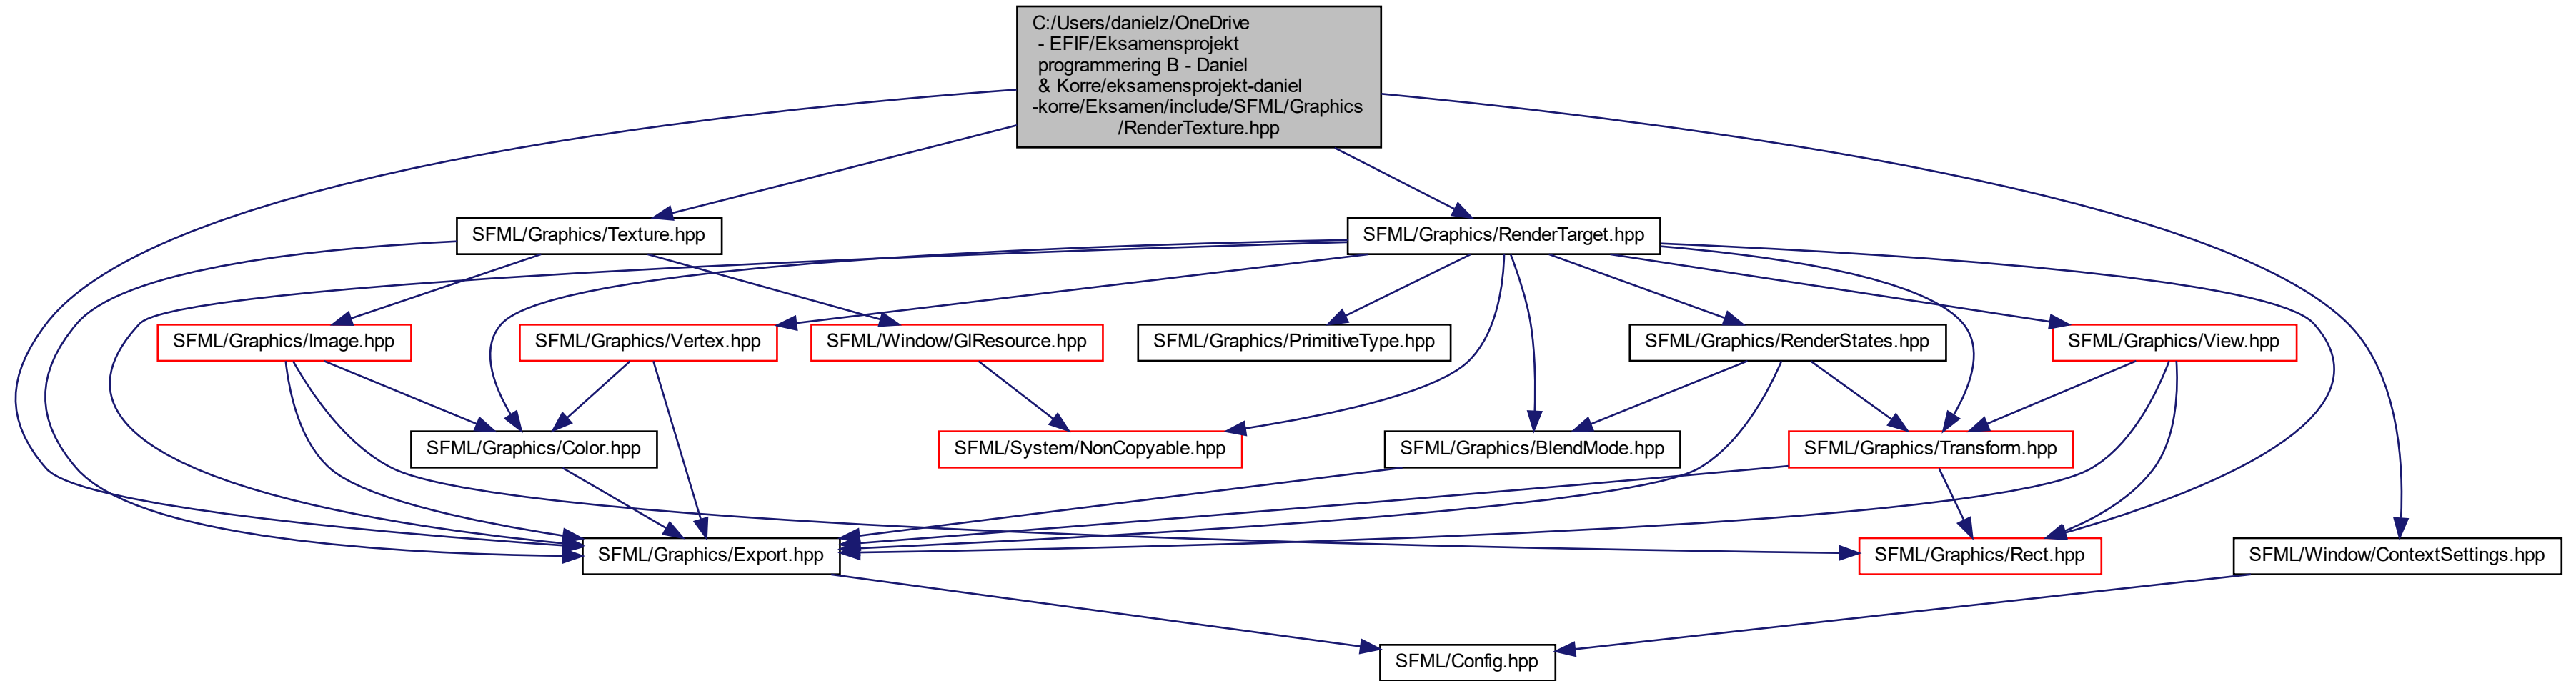 C:/Users/danielz/OneDrive
- EFIF/Eksamensprojekt
programmering B - Daniel
& Korre/eksamensprojekt-daniel
-korre/Eksamen/include/SFML/Graphics
/RenderTexture.hpp
SFML/Graphics/Texture.hpp
SFML/Graphics/RenderTarget.hpp
SFML/Graphics/Image.hpp
SFML/Graphics/Vertex.hpp
SFML/Window/GlResource.hpp
SFML/Graphics/PrimitiveType.hpp
SFML/Graphics/RenderStates.hpp
SFML/Graphics/View.hpp
SFML/Graphics/Color.hpp
SFML/System/NonCopyable.hpp
SFML/Graphics/BlendMode.hpp
SFML/Graphics/Transform.hpp
SFML/Graphics/Export.hpp
SFML/Graphics/Rect.hpp
SFML/Window/ContextSettings.hpp
SFML/Config.hpp